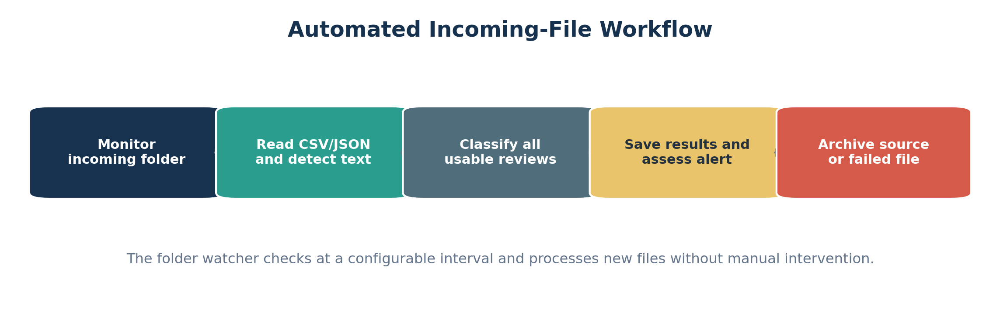 Automated Incoming-File Workflow
Monitor
incoming folder
Read CSV/JSON
and detect text
Classify all
usable reviews
Save results and
assess alert
Archive source
or failed file
The folder watcher checks at a configurable interval and processes new files without manual intervention.